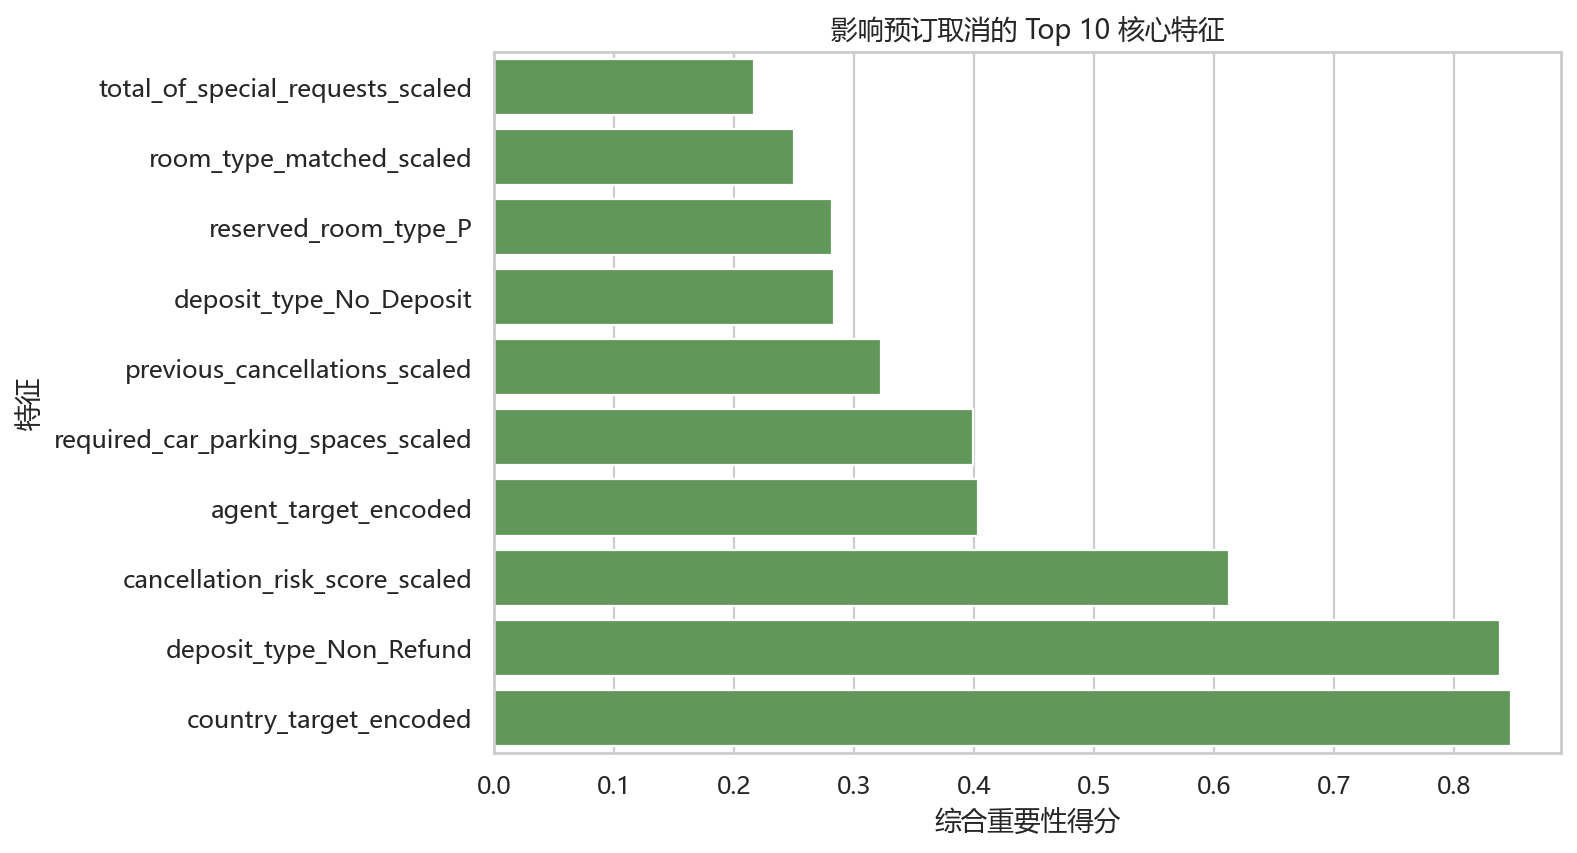 影响预订取消的 Top 10 核心特征
total_of_special_requests_scaled
room_type_matched_scaled
reserved_room_type_P
deposit_type_No_Deposit
previous_cancellations_scaled
required_car_parking_spaces_scaled
agent_target_encoded
cancellation_risk_score_scaled
deposit_type_Non_Refund
country_target_encoded
特征
0.0 0.1 0.2 0.3 0.4 0.5 0.6 0.7 0.8
综合重要性得分